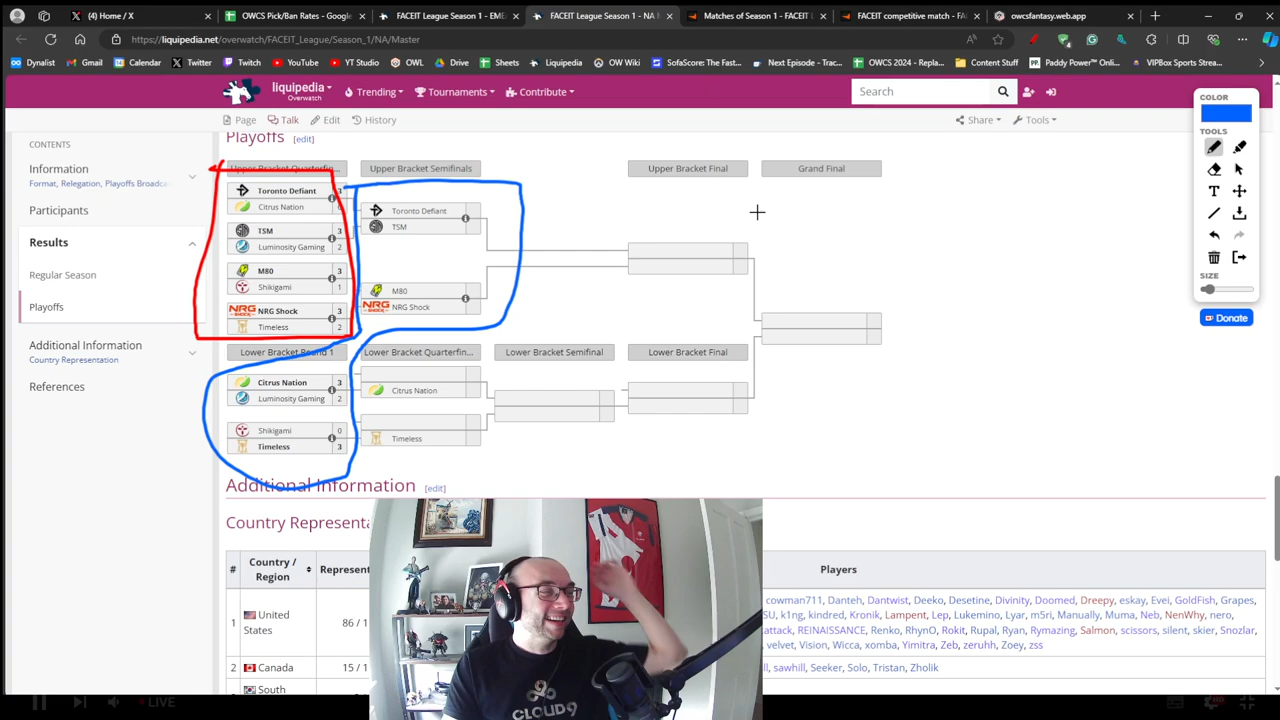 Home / X
OWCS Pick/Ban Rates - Google
FACEIT League Season 1 - EME
FACEIT League Season 1 - NA M
Matches of Season 1 - FACEIT L
FACEIT competitive match - FA
owcsfantasy.web.app
https://liquipedia.net/overwatch/FACEIT_League/Season_1/NA/Master
Dynalist Gmail Calendar Twitter Twitch YouTube YT Studio OWL Drive Sheets Liquipedia OW Wiki SofaScore: The Final... Next Episode - Trac... OWCS 2024 - Repla... Content Stuff Paddy Power™ Onli... VIPBox Sports Strea...
liquipedia
Overwatch
Trending Tournaments Contribute
Search
Page Talk Edit History
Share Tools
CONTENTS
Information
Format, Relegation, Playoffs Broadcas
Participants
Results
Regular Season
Playoffs
Additional Information
Country Representation
References
Playoffs [edit]
Upper Bracket Quarterfin... Upper Bracket Semifinals Upper Bracket Final Grand Final
Toronto Defiant 3
Citrus Nation
TSM 3
Luminosity Gaming 2
M80 3
Shikigami 1
NRG Shock 3
Timeless 2
Toronto Defiant
TSM
M80
NRG Shock
Lower Bracket Round 1 Lower Bracket Quarterfin... Lower Bracket Semifinal Lower Bracket Final
Citrus Nation 3
Luminosity Gaming 2
Shikigami 0
Timeless 3
Citrus Nation
Timeless
Additional Information [edit]
Country Representa
# Country / Region Represent Players
1 United States 86 / 1
cowman711, Danteh, Dantwist, Deeko, Desetine, Divinity, Doomed, Dreepy, eskay, Evei, GoldFish, Grapes,
SU, k1ng, kindred, Kronik, Lampent, Lep, Lukemino, Lyar, m5ri, Manually, Muma, Neb, NenWhy, nero,
attack, REINAISSANCE, Renko, RhynO, Rokit, Rupal, Ryan, Rymazing, Salmon, scissors, silent, skier, Snozlar,
velvet, Vision, Wicca, xomba, Yimitra, Zeb, zeruhh, Zoey, zss
2 Canada 15 / 1
ll, sawhill, Seeker, Solo, Tristan, Zholik
South
COLOR
TOOLS
T
SIZE
Donate
CLOUD9
LIVE